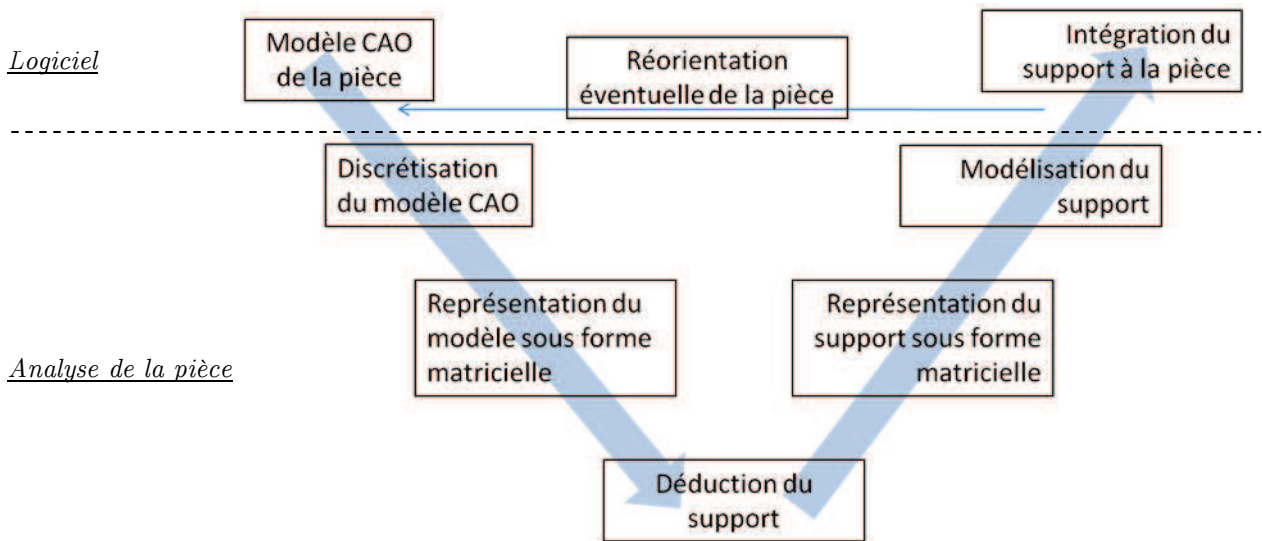 Logiciel
Modèle CAO
de la pièce
Réorientation
éventuelle de la pièce
Intégration du
support à la pièce
Discrétisation
du modèle CAO
Modélisation du
support
Analyse de la pièce
Représentation du
modèle sous forme
matricielle
Représentation du
support sous forme
matricielle
Déduction du
support